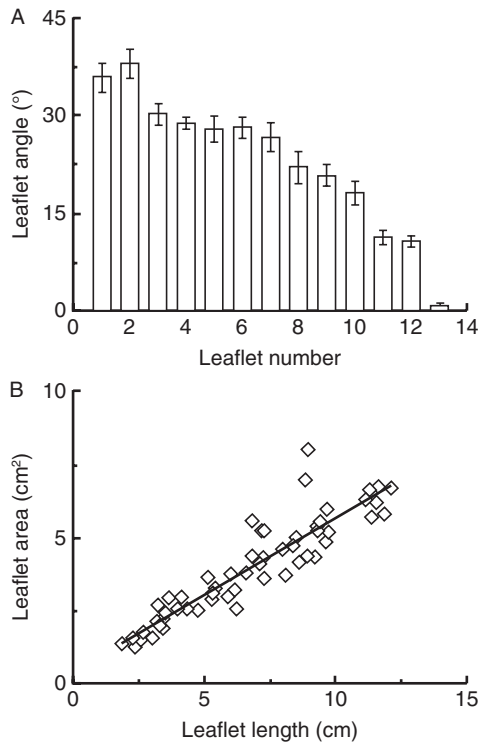 A
45
30
15
0
Leaflet angle (°)
0 2 4 6 8 10 12 14
Leaflet number
B
10
5
0
Leaflet area (cm²)
0 5 10 15
Leaflet length (cm)